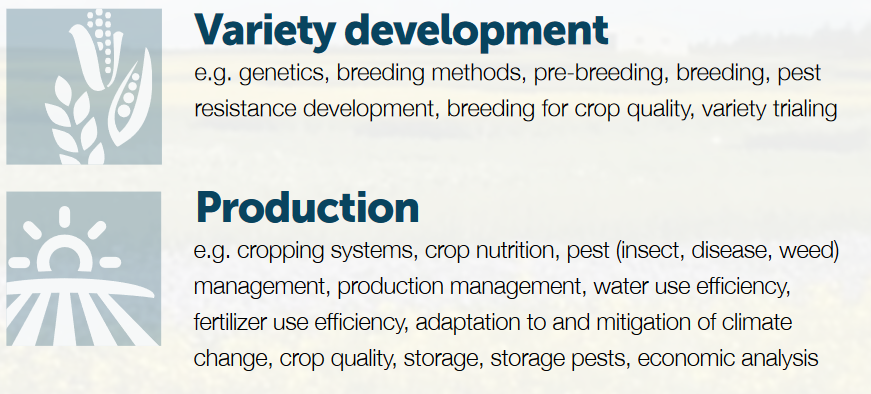 Variety development
e.g. genetics, breeding methods, pre-breeding, breeding, pest
resistance development, breeding for crop quality, variety trialing
Production
e.g. cropping systems, crop nutrition, pest (insect, disease, weed)
management, production management, water use efficiency,
fertilizer use efficiency, adaptation to and mitigation of climate
change, crop quality, storage, storage pests, economic analysis